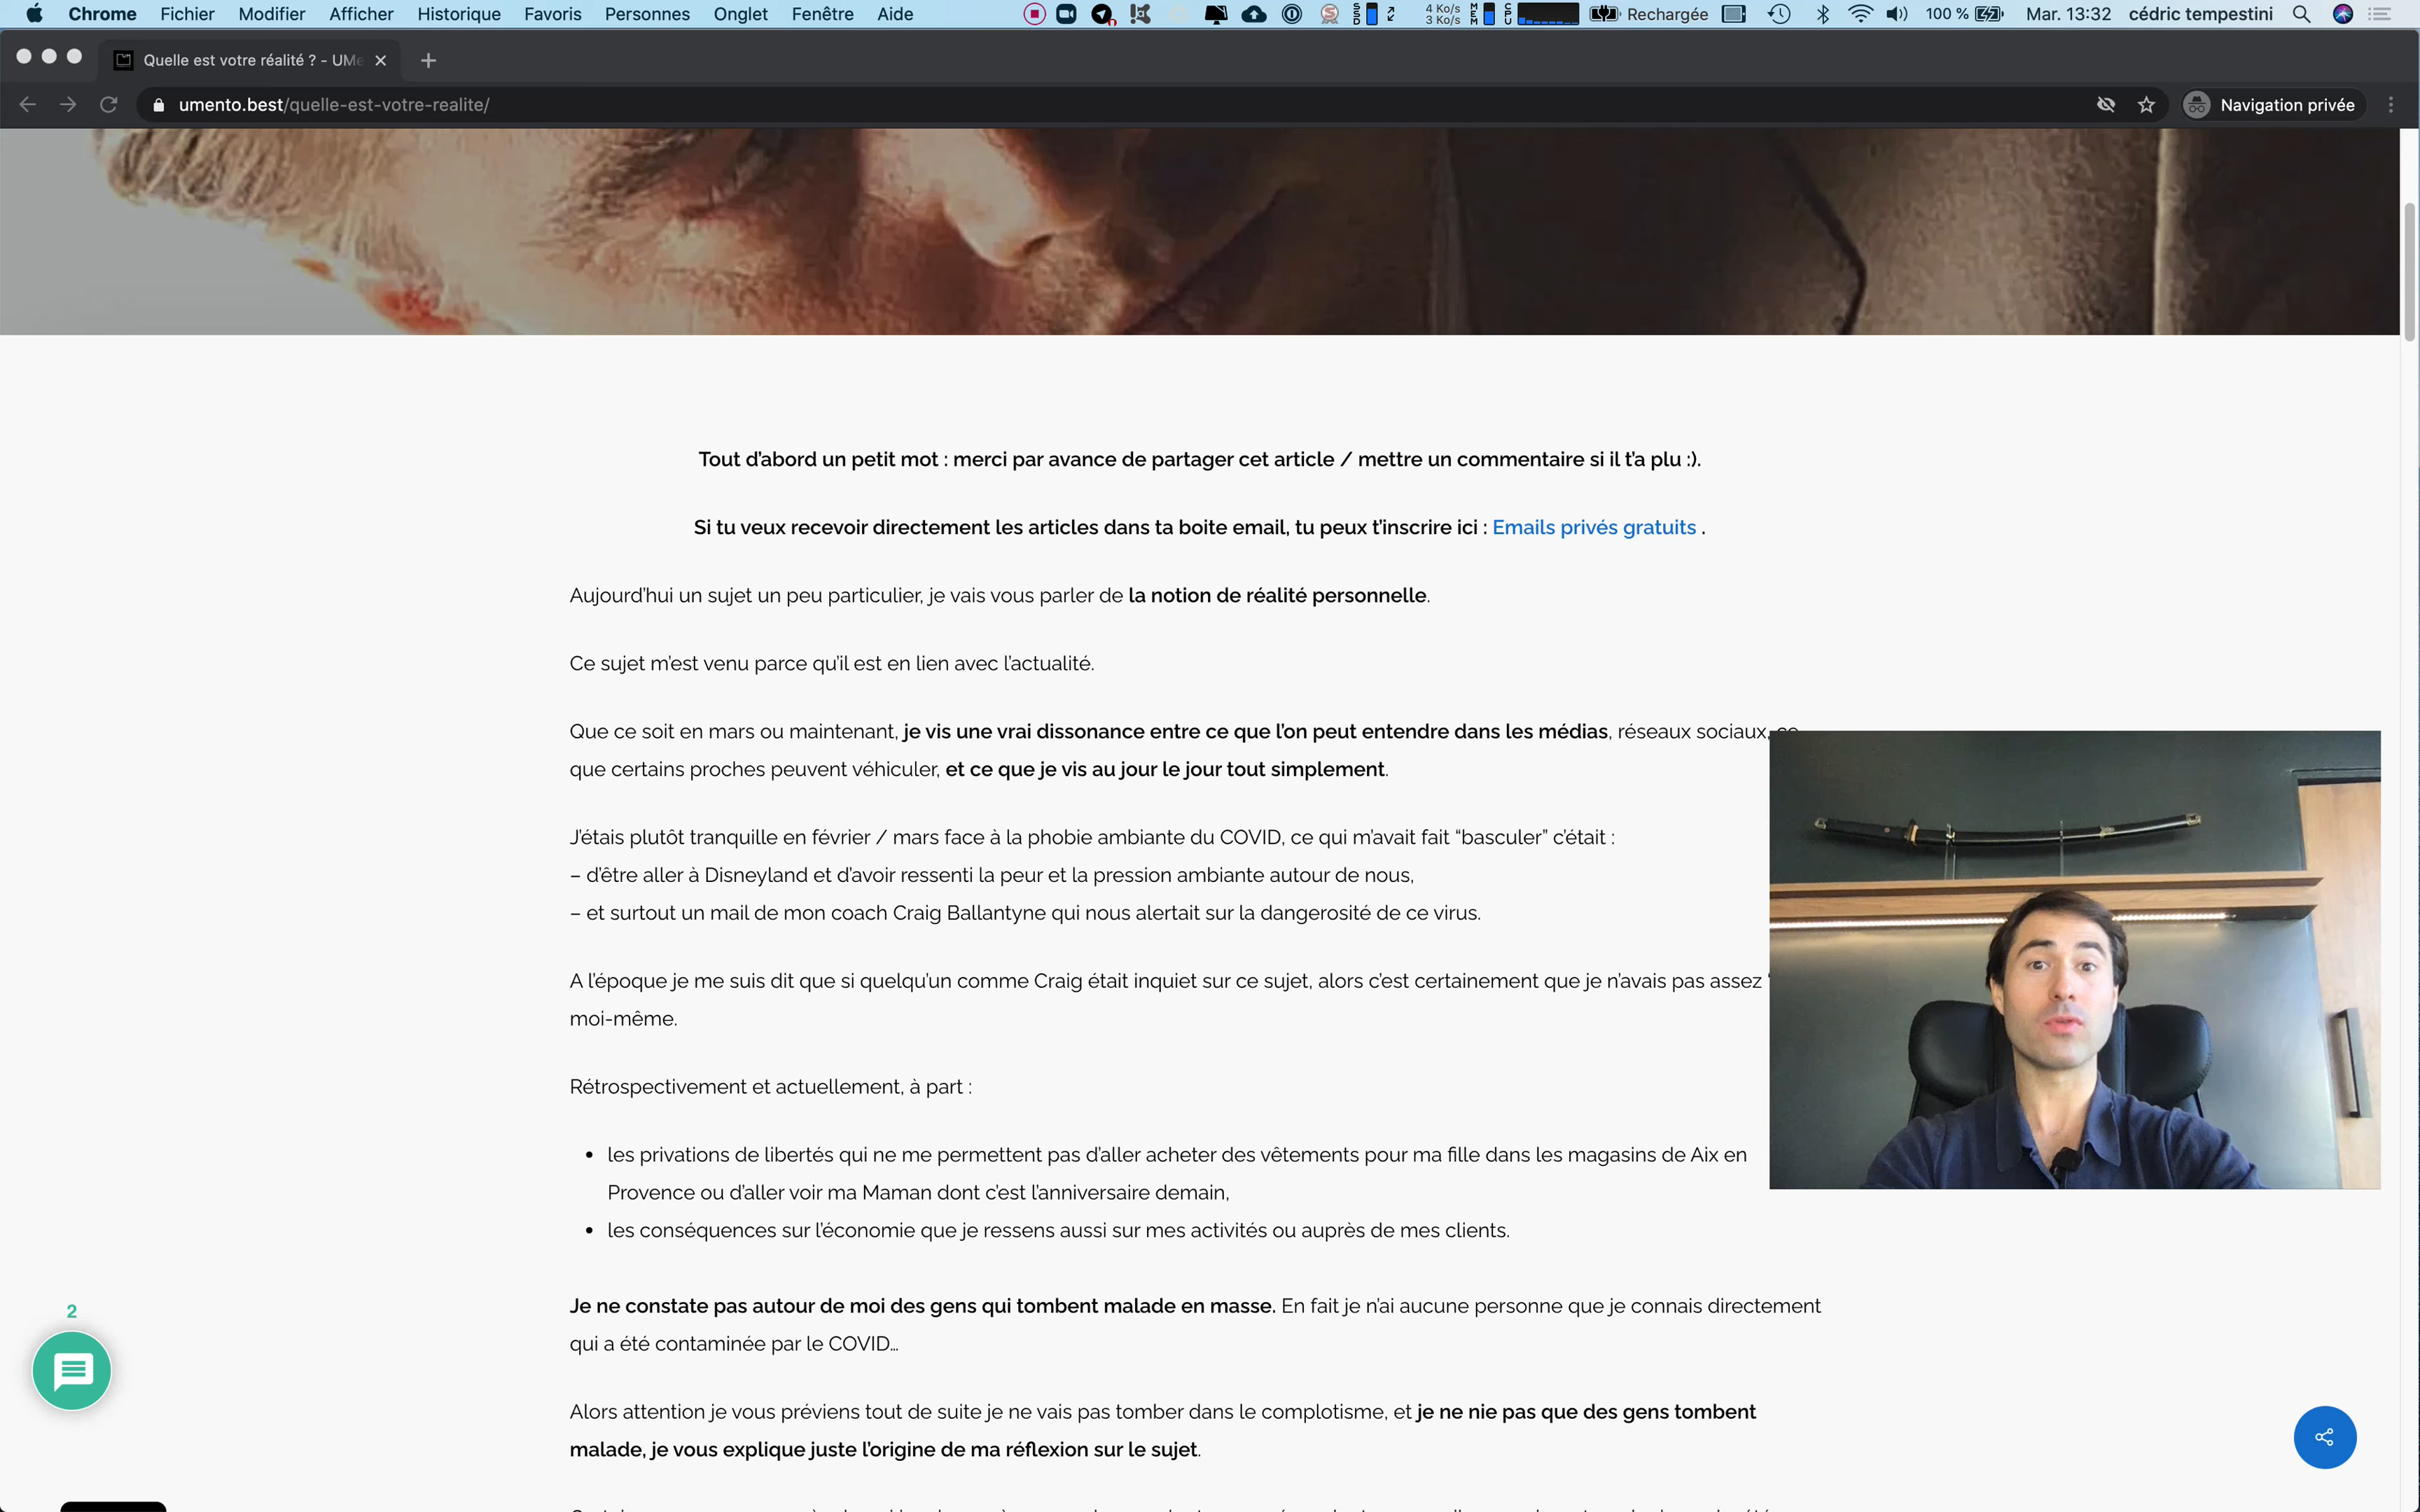 Chrome Fichier Modifier Afficher Historique Favoris Personnes Onglet Fenêtre Aide 4 Ko/s 3 Ko/s Rechargée 100 % Mar. 13:32 cédric tempestini
Quelle est votre réalité ? - UMe
umento.best/quelle-est-votre-realite/ Navigation privée
Tout d'abord un petit mot : merci par avance de partager cet article / mettre un commentaire si il t'a plu :).
Si tu veux recevoir directement les articles dans ta boite email, tu peux t'inscrire ici : Emails privés gratuits .
Aujourd'hui un sujet un peu particulier, je vais vous parler de la notion de réalité personnelle.
Ce sujet m'est venu parce qu'il est en lien avec l'actualité.
Que ce soit en mars ou maintenant, je vis une vrai dissonance entre ce que l'on peut entendre dans les médias, réseaux sociaux, ce
que certains proches peuvent véhiculer, et ce que je vis au jour le jour tout simplement.
J'étais plutôt tranquille en février / mars face à la phobie ambiante du COVID, ce qui m'avait fait “basculer” c'était :
– d'être aller à Disneyland et d'avoir ressenti la peur et la pression ambiante autour de nous,
– et surtout un mail de mon coach Craig Ballantyne qui nous alertait sur la dangerosité de ce virus.
A l'époque je me suis dit que si quelqu'un comme Craig était inquiet sur ce sujet, alors c'est certainement que je n'avais pas assez
moi-même.
Rétrospectivement et actuellement, à part :
• les privations de libertés qui ne me permettent pas d'aller acheter des vêtements pour ma fille dans les magasins de Aix en
Provence ou d'aller voir ma Maman dont c'est l'anniversaire demain,
• les conséquences sur l'économie que je ressens aussi sur mes activités ou auprès de mes clients.
Je ne constate pas autour de moi des gens qui tombent malade en masse. En fait je n'ai aucune personne que je connais directement
qui a été contaminée par le COVID…
2
Alors attention je vous préviens tout de suite je ne vais pas tomber dans le complotisme, et je ne nie pas que des gens tombent
malade, je vous explique juste l'origine de ma réflexion sur le sujet.